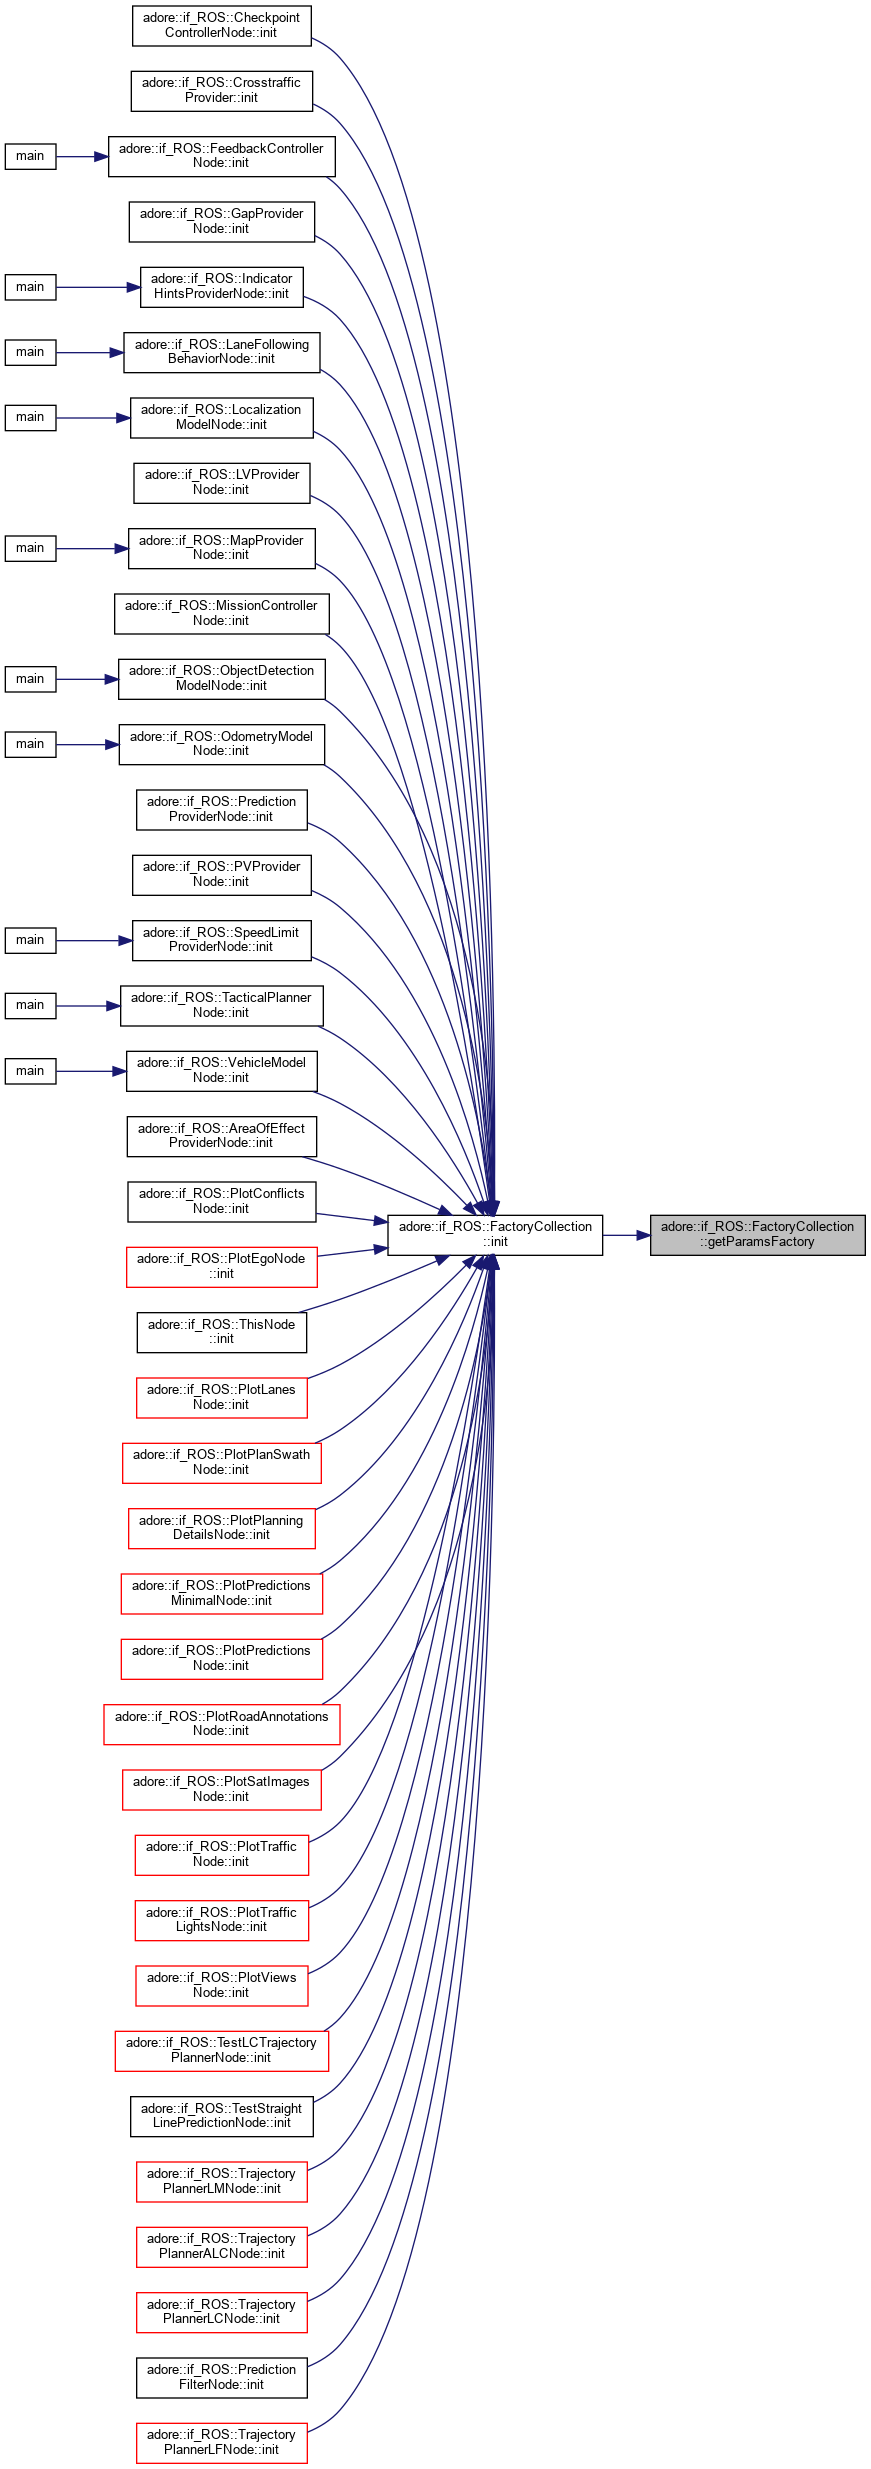 adore::if_ROS::Checkpoint
ControllerNode::init
adore::if_ROS::Crosstraffic
Provider::init
main
adore::if_ROS::FeedbackController
Node::init
adore::if_ROS::GapProvider
Node::init
main
adore::if_ROS::Indicator
HintsProviderNode::init
main
adore::if_ROS::LaneFollowing
BehaviorNode::init
main
adore::if_ROS::Localization
ModelNode::init
adore::if_ROS::LVProvider
Node::init
main
adore::if_ROS::MapProvider
Node::init
adore::if_ROS::MissionController
Node::init
main
adore::if_ROS::ObjectDetection
ModelNode::init
main
adore::if_ROS::OdometryModel
Node::init
adore::if_ROS::Prediction
ProviderNode::init
adore::if_ROS::PVProvider
Node::init
main
adore::if_ROS::SpeedLimit
ProviderNode::init
main
adore::if_ROS::TacticalPlanner
Node::init
main
adore::if_ROS::VehicleModel
Node::init
adore::if_ROS::AreaOfEffect
ProviderNode::init
adore::if_ROS::PlotConflicts
Node::init
adore::if_ROS::FactoryCollection
::init
adore::if_ROS::FactoryCollection
::getParamsFactory
adore::if_ROS::PlotEgoNode
::init
adore::if_ROS::ThisNode
::init
adore::if_ROS::PlotLanes
Node::init
adore::if_ROS::PlotPlanSwath
Node::init
adore::if_ROS::PlotPlanning
DetailsNode::init
adore::if_ROS::PlotPredictions
MinimalNode::init
adore::if_ROS::PlotPredictions
Node::init
adore::if_ROS::PlotRoadAnnotations
Node::init
adore::if_ROS::PlotSatImages
Node::init
adore::if_ROS::PlotTraffic
Node::init
adore::if_ROS::PlotTraffic
LightsNode::init
adore::if_ROS::PlotViews
Node::init
adore::if_ROS::TestLCTrajectory
PlannerNode::init
adore::if_ROS::TestStraight
LinePredictionNode::init
adore::if_ROS::Trajectory
PlannerLMNode::init
adore::if_ROS::Trajectory
PlannerALCNode::init
adore::if_ROS::Trajectory
PlannerLCNode::init
adore::if_ROS::Prediction
FilterNode::init
adore::if_ROS::Trajectory
PlannerLFNode::init